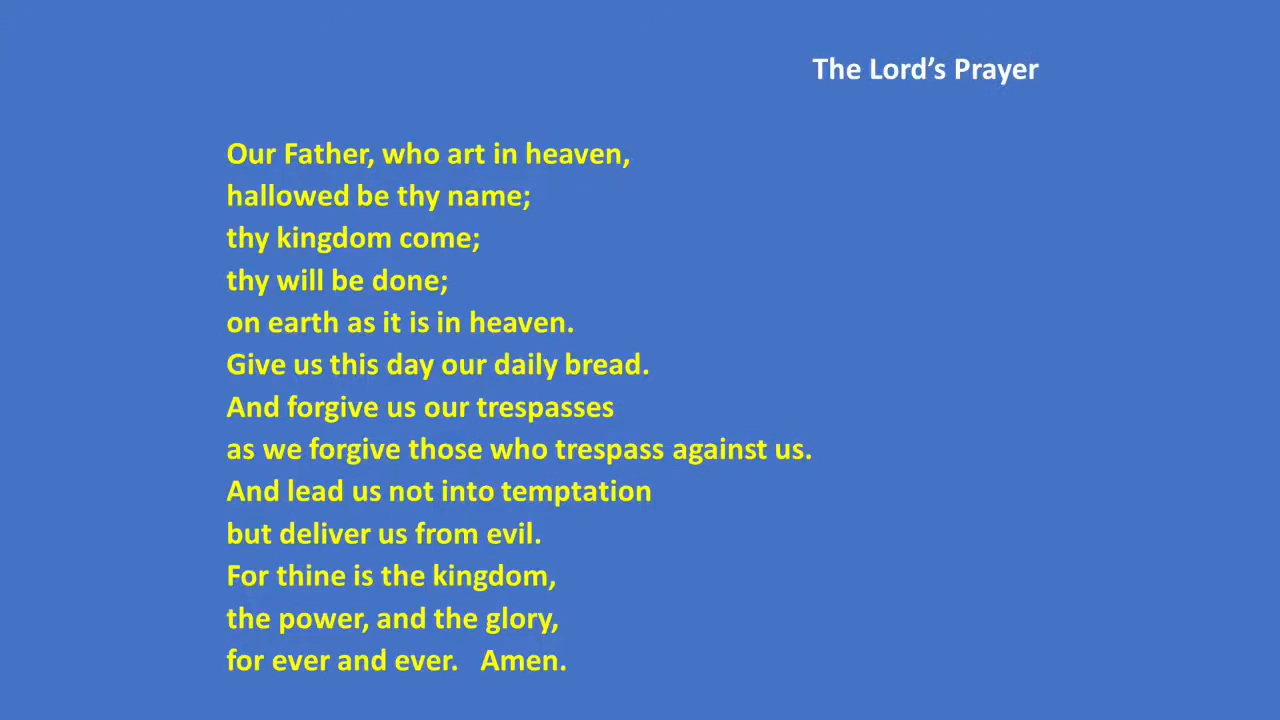 The Lord’s Prayer
Our Father, who art in heaven,
hallowed be thy name;
thy kingdom come;
thy will be done;
on earth as it is in heaven.
Give us this day our daily bread.
And forgive us our trespasses
as we forgive those who trespass against us.
And lead us not into temptation
but deliver us from evil.
For thine is the kingdom,
the power, and the glory,
for ever and ever.   Amen.